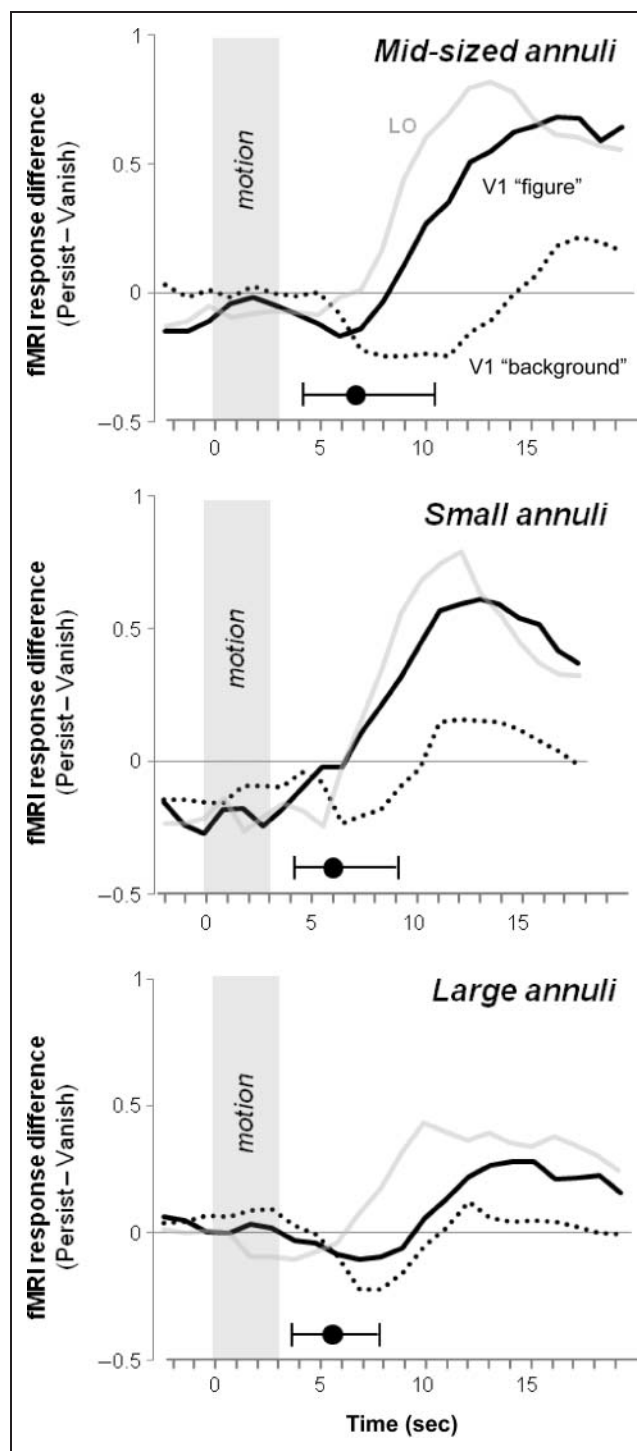 Mid-sized annuli
fMRI response difference
(Persist – Vanish)
1
0.5
0
–0.5
motion
LO
V1 “figure”
V1 “background”
0 5 10 15
Small annuli
fMRI response difference
(Persist – Vanish)
1
0.5
0
–0.5
motion
0 5 10 15
Large annuli
fMRI response difference
(Persist – Vanish)
1
0.5
0
–0.5
motion
0 5 10 15
Time (sec)